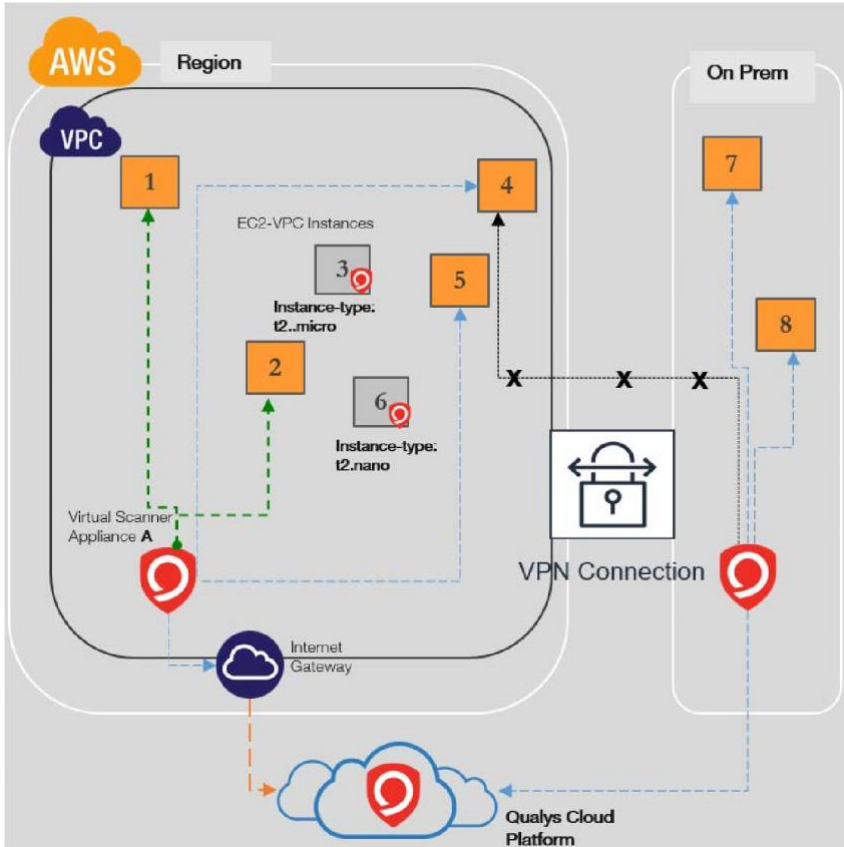 AWS
Region
On Prem
VPC
1
4
7
EC2-VPC Instances
3
5
Instance-type:
t2..micro
8
2
6
X
X
X
Instance-type:
t2.nano
Virtual Scanner
Appliance A
VPN Connection
Internet
Gateway
Qualys Cloud
Platform